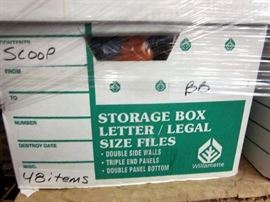 CONTENTS
SCOOP
FROM
TO
BB
NUMBER
DESTROY DATE
MISC.
48 items
STORAGE BOX
LETTER / LEGAL
SIZE FILES
• DOUBLE SIDE WALLS
• TRIPLE END PANELS
• DOUBLE PANEL BOTTOM
Willamette